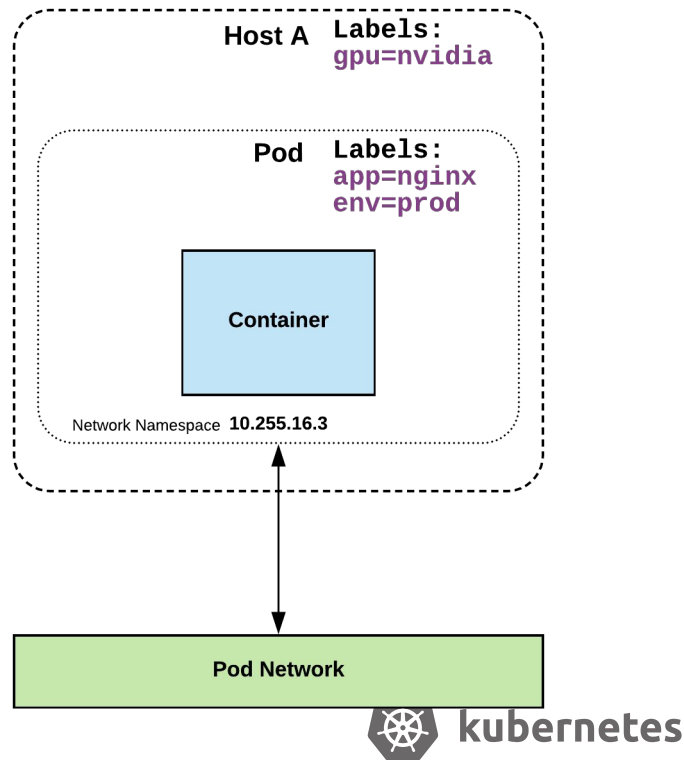 Host A
Labels:
gpu=nvidia
Pod
Labels:
app=nginx
env=prod
Container
Network Namespace 10.255.16.3
Pod Network
kubernetes